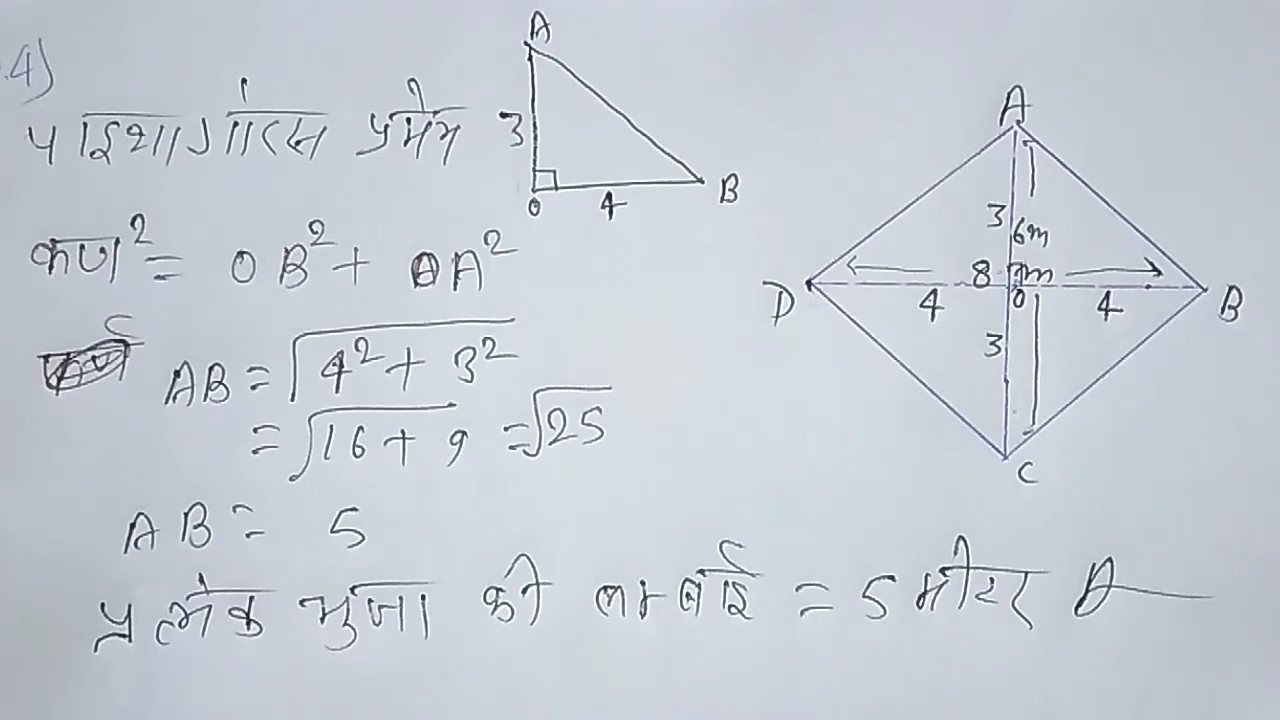 4)
पाइथागोरस प्रमेय
A
3
O
4
B
कर्ण² = OB² + OA²
AB = √4² + 3²
= √16 + 9 = √25
AB = 5
प्रत्येक भुजा की लम्बाई = 5 मीटर
A
3
6m
D
8
m
B
4
O
4
3
C